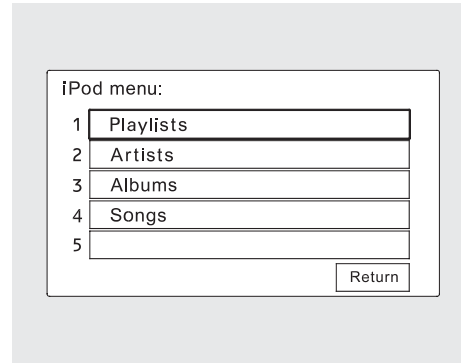 iPod menu:
1 Playlists
2 Artists
3 Albums
4 Songs
5
Return